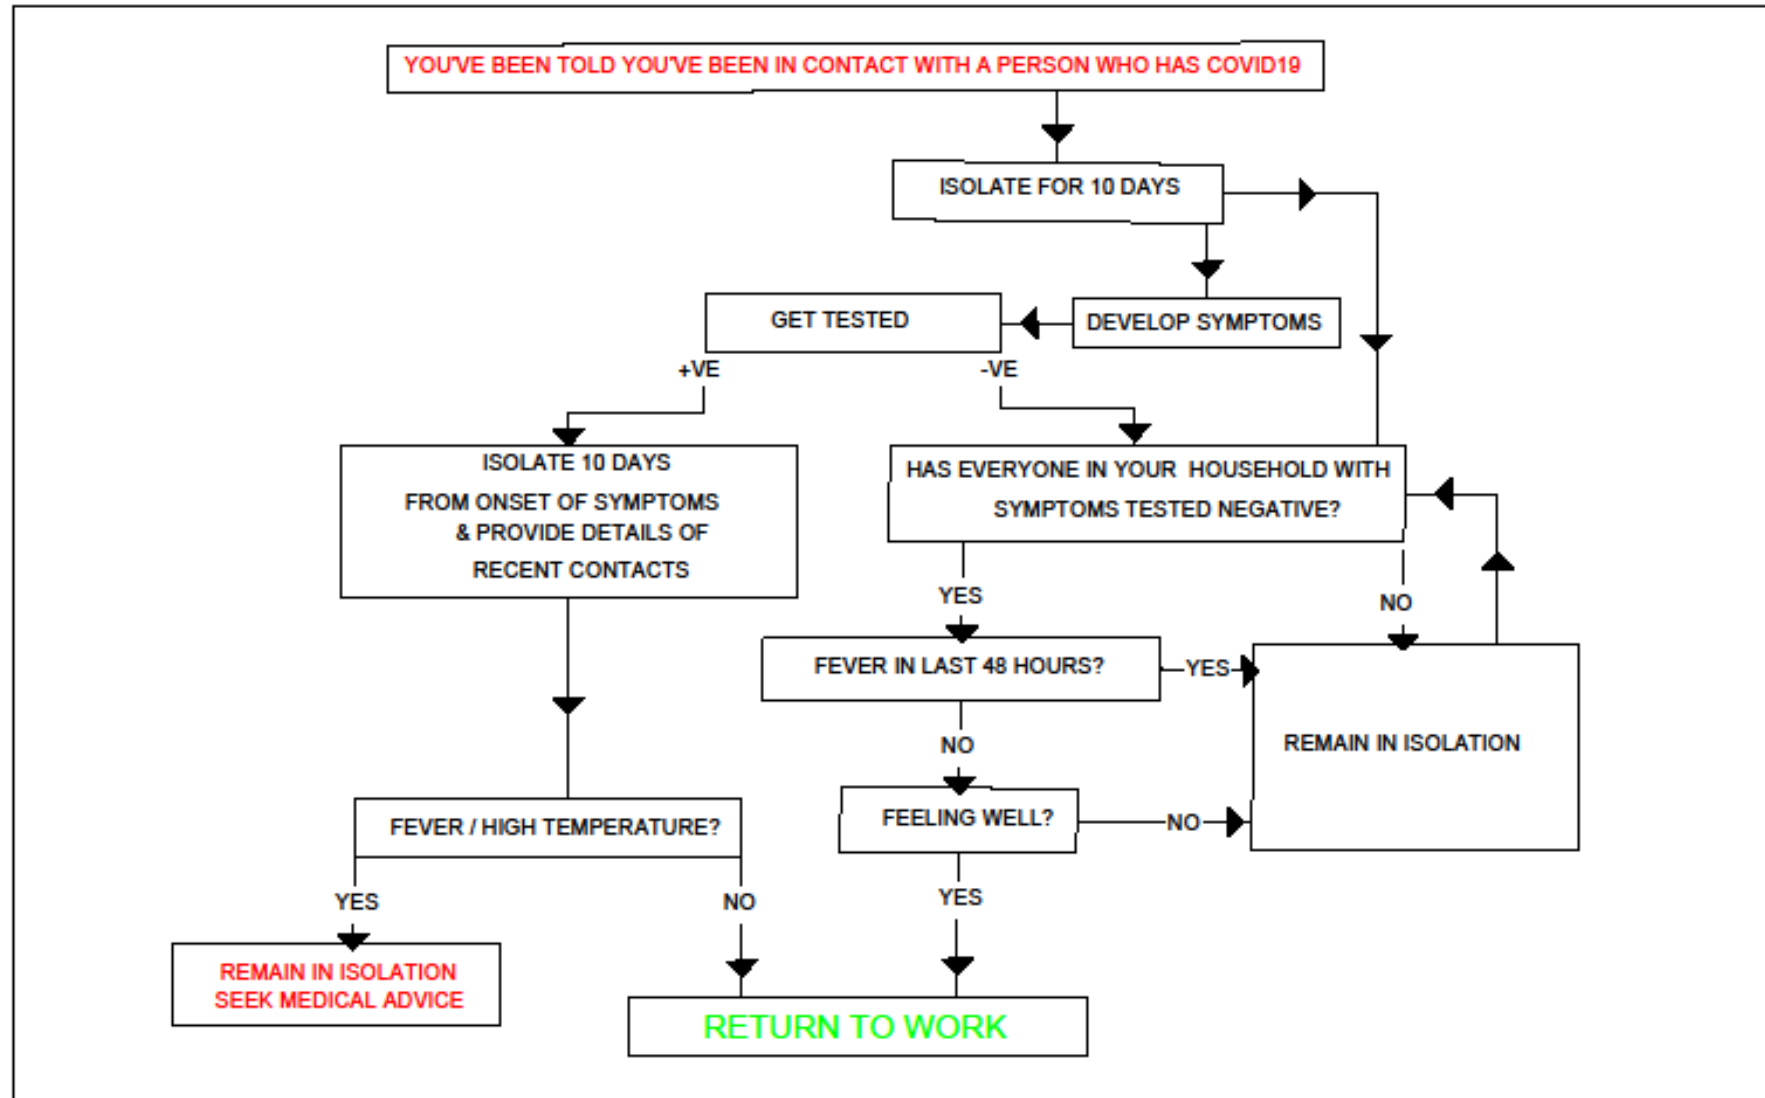 YOU'VE BEEN TOLD YOU'VE BEEN IN CONTACT WITH A PERSON WHO HAS COVID19
ISOLATE FOR 10 DAYS
GET TESTED
DEVELOP SYMPTOMS
+VE
-VE
ISOLATE 10 DAYS
FROM ONSET OF SYMPTOMS
& PROVIDE DETAILS OF
RECENT CONTACTS
HAS EVERYONE IN YOUR HOUSEHOLD WITH
SYMPTOMS TESTED NEGATIVE?
YES
NO
FEVER IN LAST 48 HOURS?
YES
NO
REMAIN IN ISOLATION
FEELING WELL?
NO
FEVER / HIGH TEMPERATURE?
YES
NO
YES
REMAIN IN ISOLATION
SEEK MEDICAL ADVICE
RETURN TO WORK